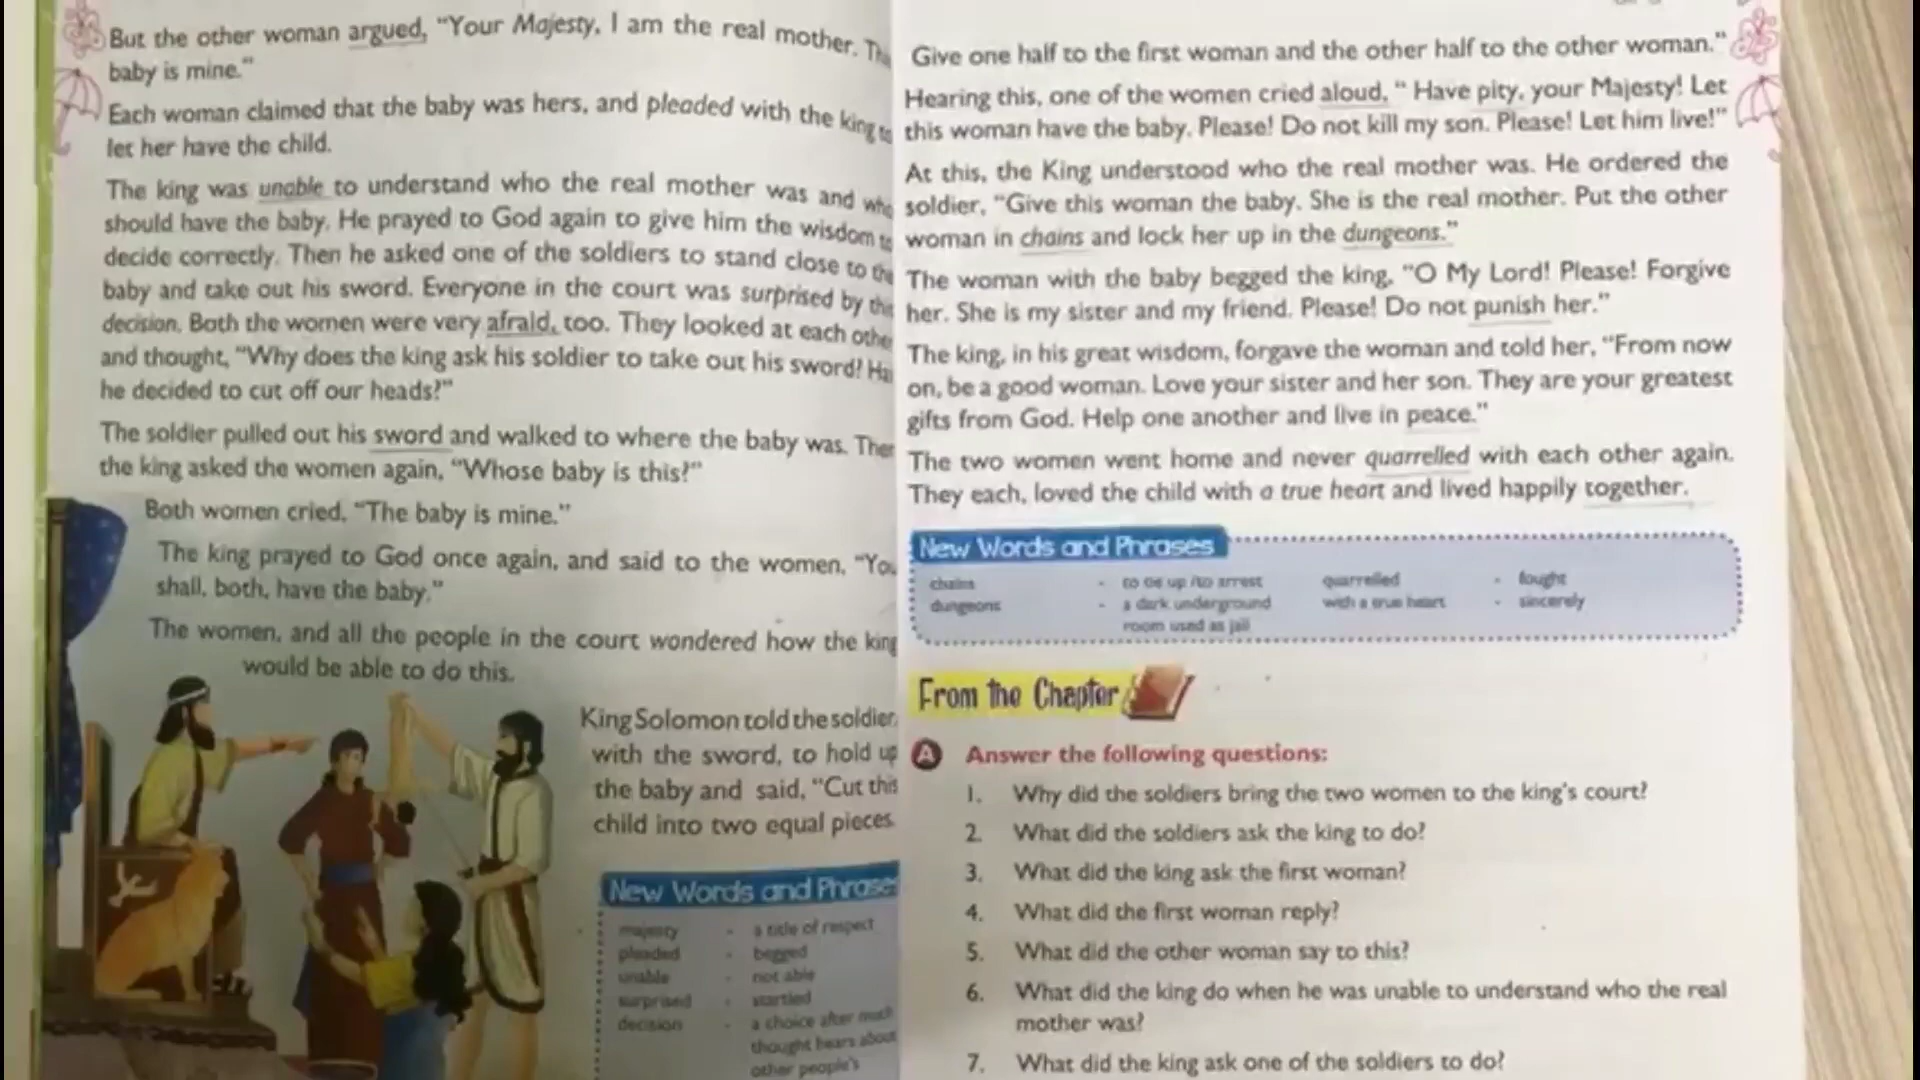 But the other woman argued, "Your Majesty, I am the real mother.
baby is mine."
Each woman claimed that the baby was hers, and pleaded with the king to
let her have the child.
The king was unable to understand who the real mother was and who
should have the baby. He prayed to God again to give him the wisdom to
decide correctly. Then he asked one of the soldiers to stand close to the
baby and take out his sword. Everyone in the court was surprised by this
decision. Both the women were very afraid, too. They looked at each other
and thought, "Why does the king ask his soldier to take out his sword? Ha
he decided to cut off our heads?"
The soldier pulled out his sword and walked to where the baby was. Then
the king asked the women again, "Whose baby is this?"
Both women cried, "The baby is mine."
The king prayed to God once again, and said to the women, "You
shall, both, have the baby."
The women, and all the people in the court wondered how the king
would be able to do this.
King Solomon told the soldier,
with the sword, to hold up
the baby and said, "Cut this
child into two equal pieces.
New Words and Phrases
majesty - a title of respect
pleaded - begged
unable - not able
surprised - startled
decision - a choice after much
thought bears about
other people's
Give one half to the first woman and the other half to the other woman."
Hearing this, one of the women cried aloud, " Have pity, your Majesty! Let
this woman have the baby. Please! Do not kill my son. Please! Let him live!"
At this, the King understood who the real mother was. He ordered the
soldier, "Give this woman the baby. She is the real mother. Put the other
woman in chains and lock her up in the dungeons."
The woman with the baby begged the king, "O My Lord! Please! Forgive
her. She is my sister and my friend. Please! Do not punish her."
The king, in his great wisdom, forgave the woman and told her, "From now
on, be a good woman. Love your sister and her son. They are your greatest
gifts from God. Help one another and live in peace."
The two women went home and never quarrelled with each other again.
They each, loved the child with a true heart and lived happily together.
New Words and Phrases
chains - to tie up /to arrest quarrelled - fought
dungeons - a dark underground with a true heart - sincerely
room used as jail
From the Chapter
A Answer the following questions:
1. Why did the soldiers bring the two women to the king's court?
2. What did the soldiers ask the king to do?
3. What did the king ask the first woman?
4. What did the first woman reply?
5. What did the other woman say to this?
6. What did the king do when he was unable to understand who the real
mother was?
7. What did the king ask one of the soldiers to do?